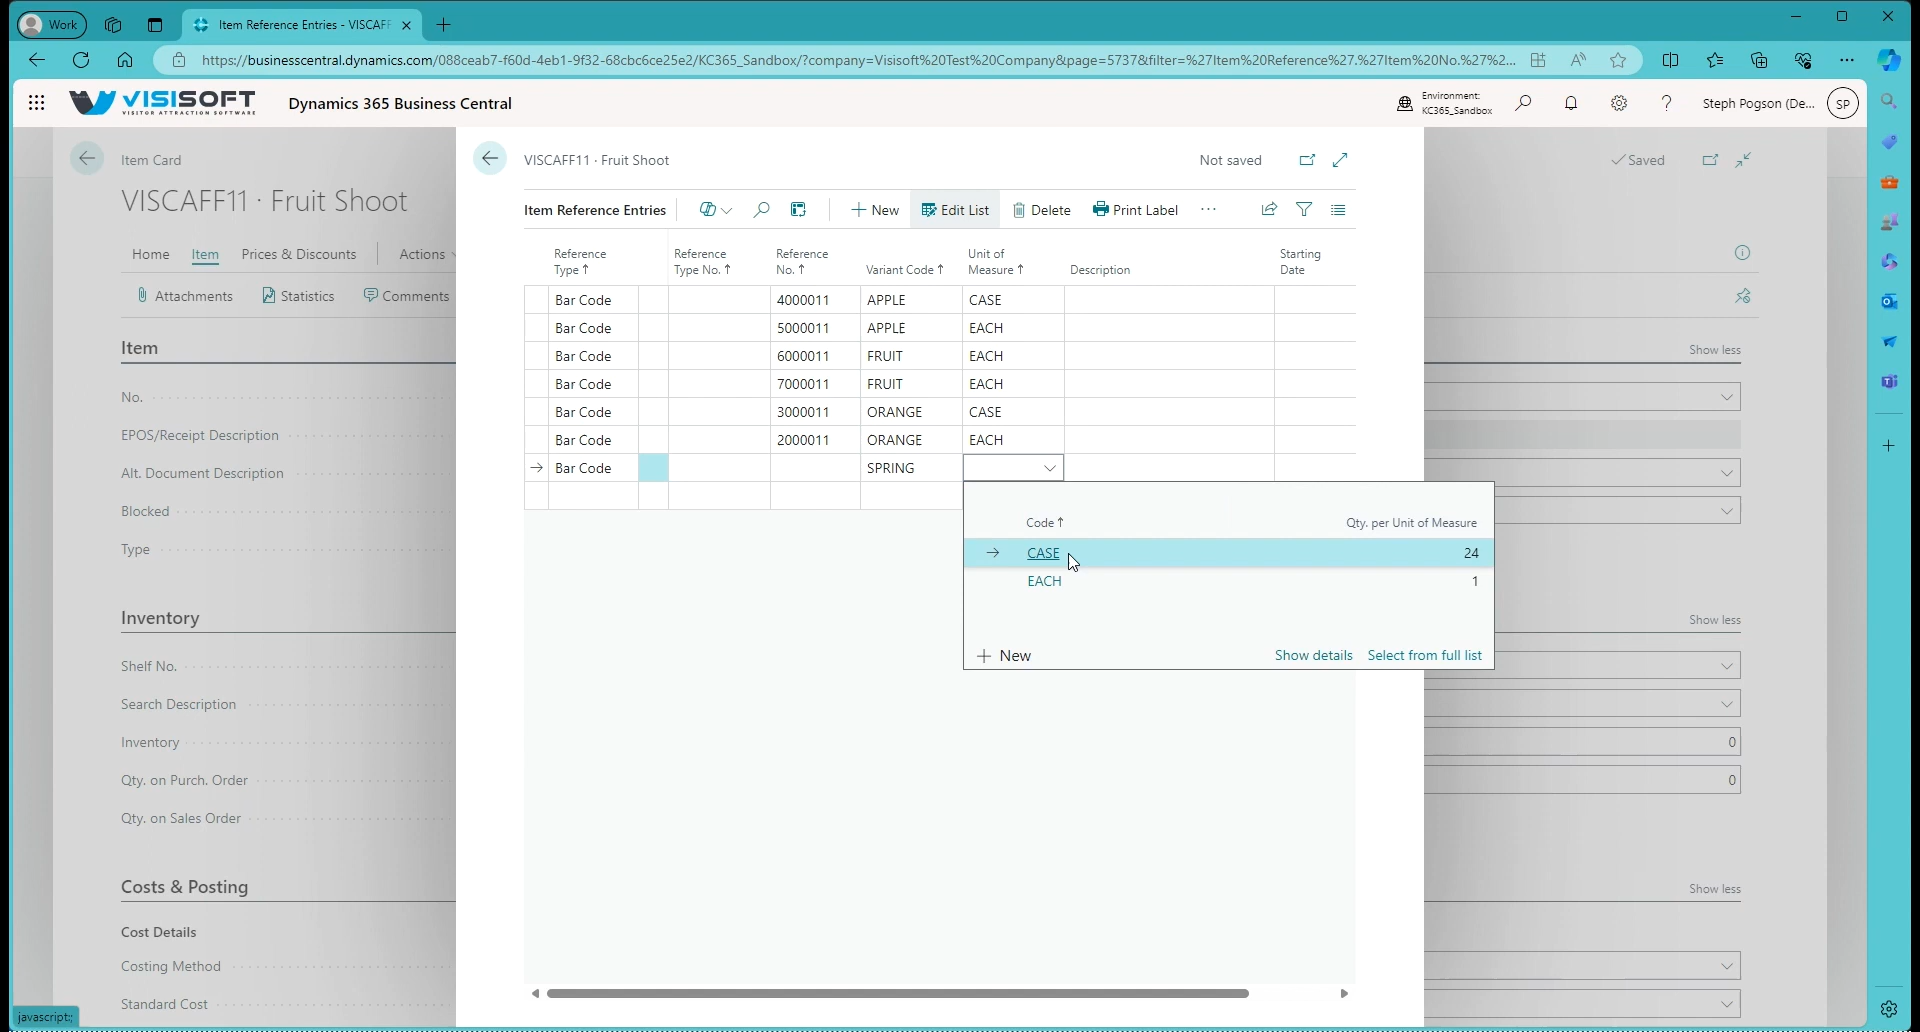 Work
Item Reference Entries - VISCAFF
https://businesscentral.dynamics.com/088ceab7-f60d-4eb1-9f32-68cbc6ce25e2/KC365_Sandbox/?company=Visisoft%20Test%20Company&page=5737&filter=%27Item%20Reference%27.%27Item%20No.%27%2...
VISISOFT
VISITOR ATTRACTION SOFTWARE
Dynamics 365 Business Central
Environment:
KC365_Sandbox
Steph Pogson (De...
SP
Item Card
VISCAFF11 · Fruit Shoot
Not saved
Saved
VISCAFF11 · Fruit Shoot
Item Reference Entries
New
Edit List
Delete
Print Label
Home
Item
Prices & Discounts
Actions
Attachments
Statistics
Comments
Reference Type ↑
Reference Type No. ↑
Reference No. ↑
Variant Code ↑
Unit of Measure ↑
Description
Starting Date
Bar Code 4000011 APPLE CASE
Bar Code 5000011 APPLE EACH
Bar Code 6000011 FRUIT EACH
Bar Code 7000011 FRUIT EACH
Bar Code 3000011 ORANGE CASE
Bar Code 2000011 ORANGE EACH
Bar Code SPRING
Code ↑ Qty. per Unit of Measure
CASE 24
EACH 1
New
Show details
Select from full list
Item
Show less
No.
EPOS/Receipt Description
Alt. Document Description
Blocked
Type
Inventory
Show less
Shelf No.
Search Description
Inventory
0
Qty. on Purch. Order
0
Qty. on Sales Order
Costs & Posting
Show less
Cost Details
Costing Method
Standard Cost
javascript:;